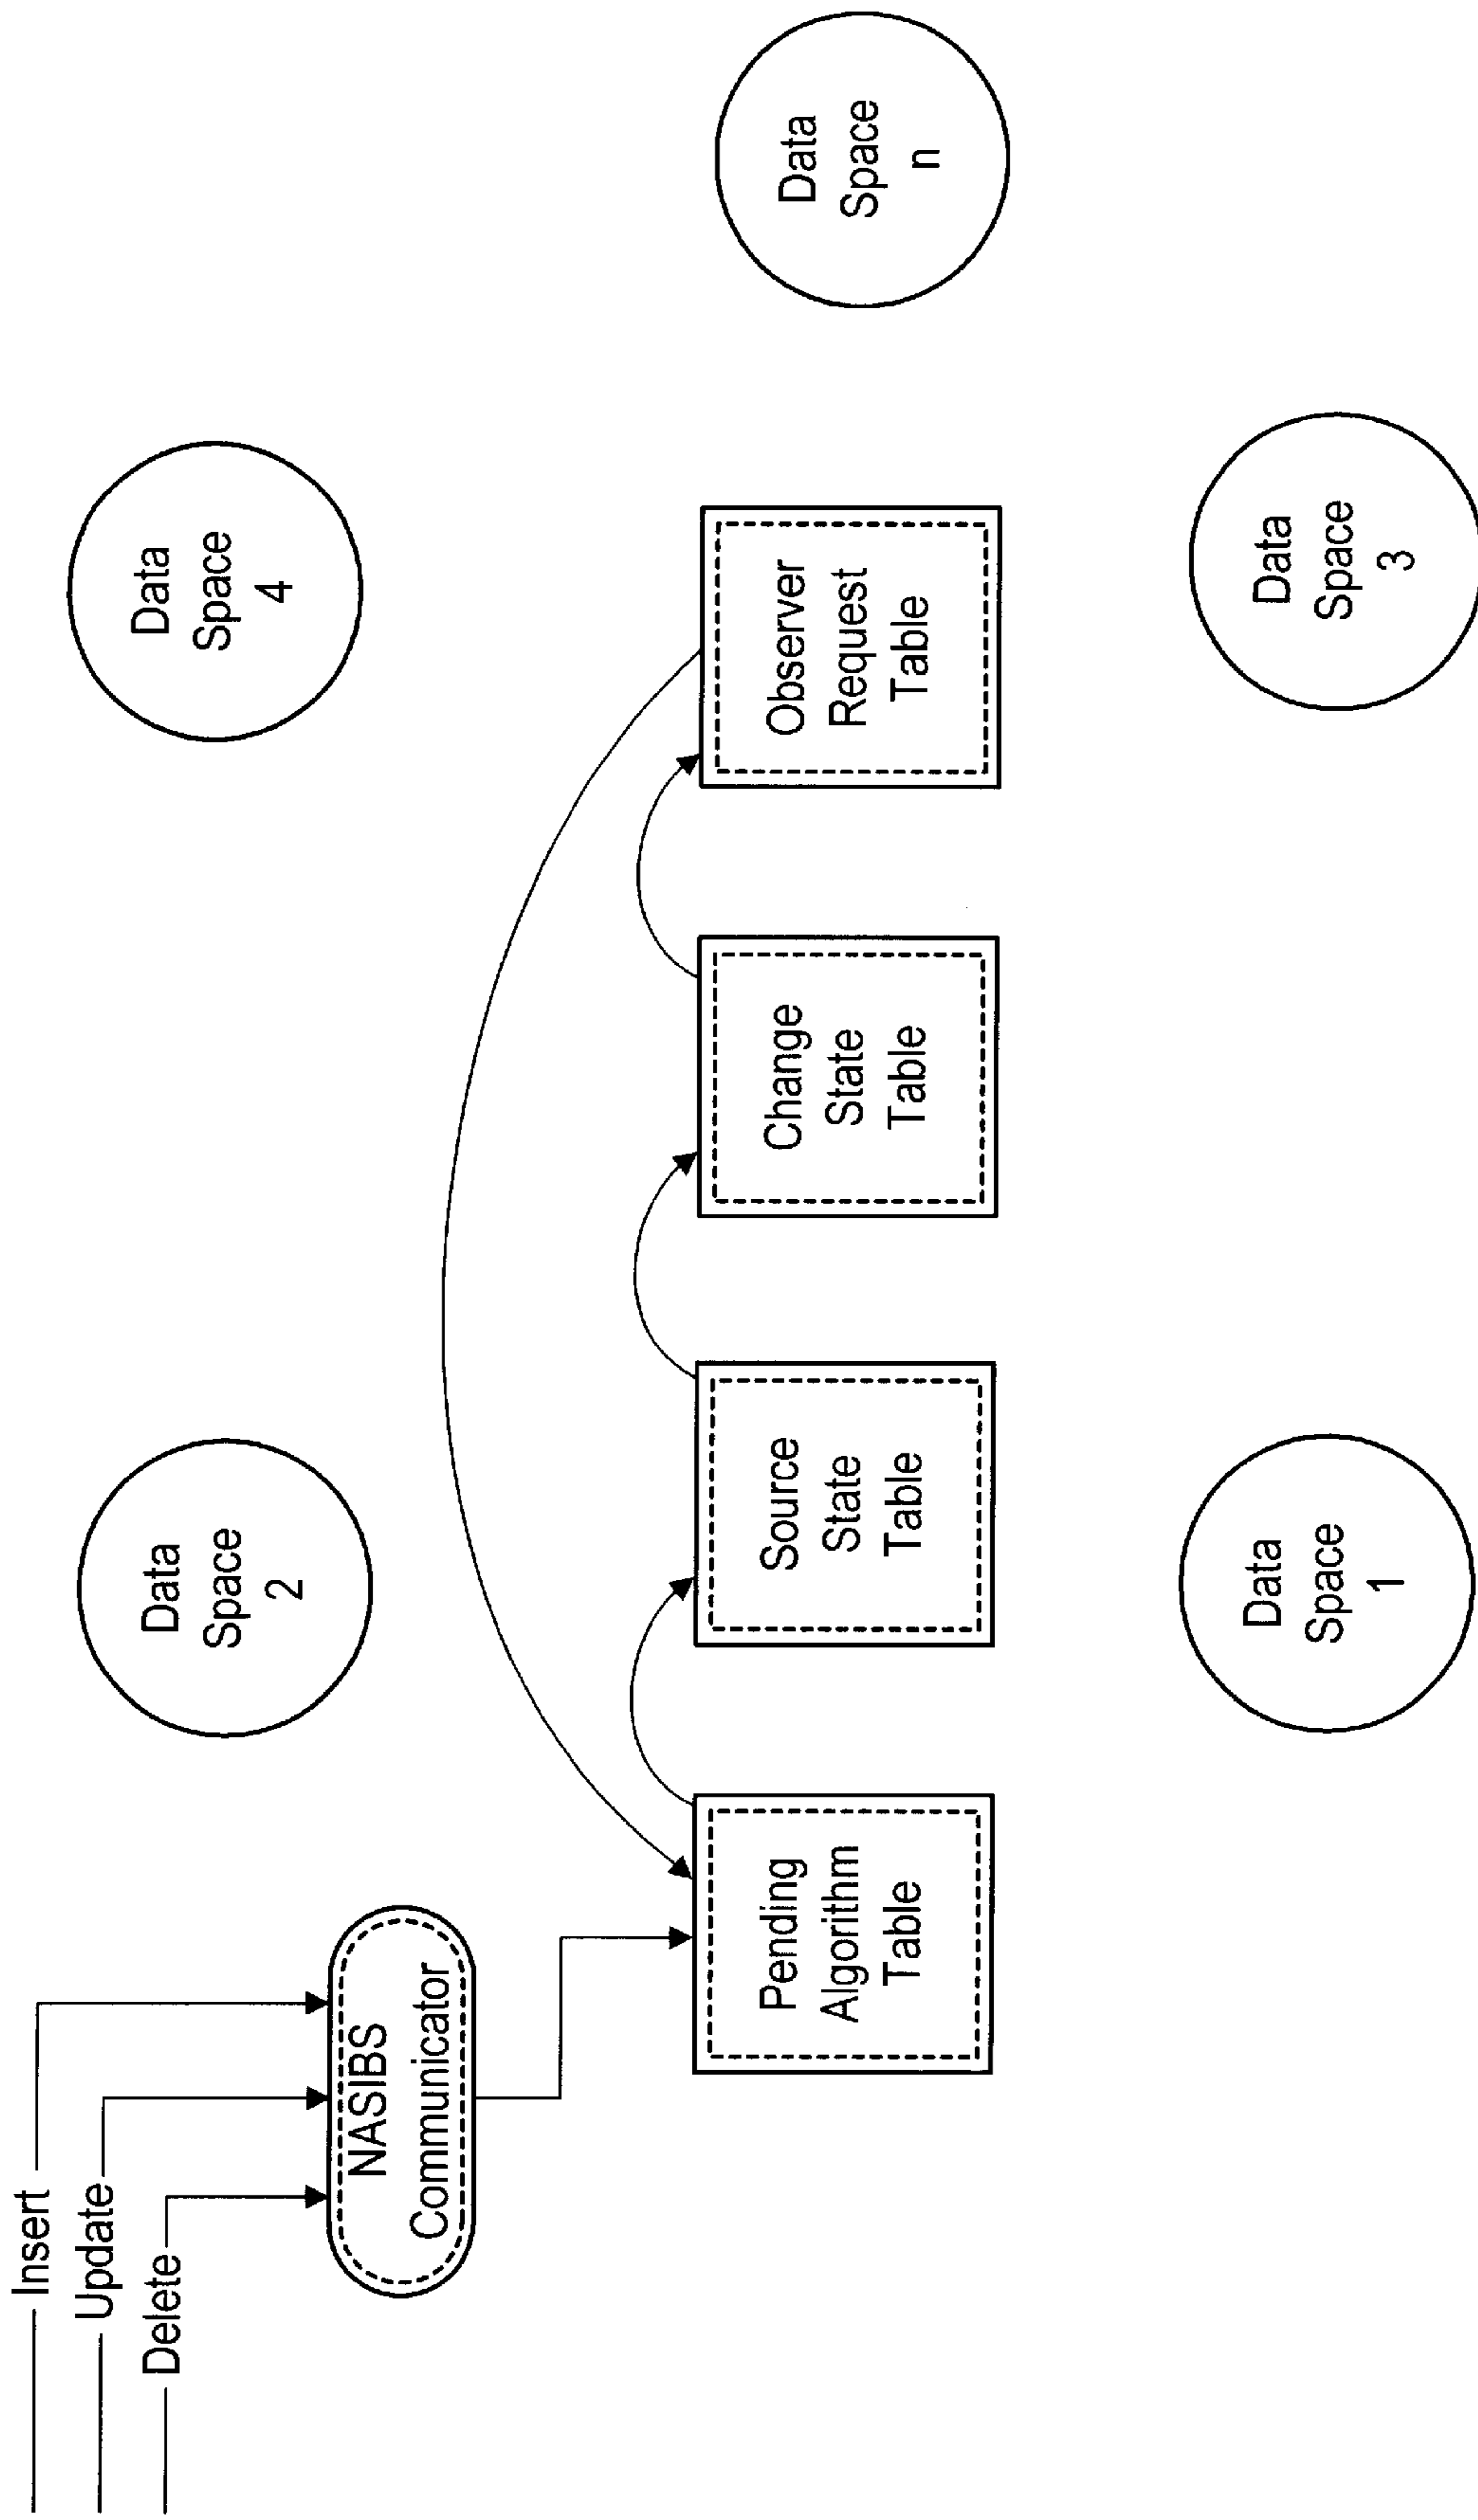 Insert
Update
Delete
NASIBS
Communicator
Data
Space
2
Data
Space
4
Pending
Algorithm
Table
Source
State
Table
Change
State
Table
Observer
Request
Table
Data
Space
n
Data
Space
1
Data
Space
3